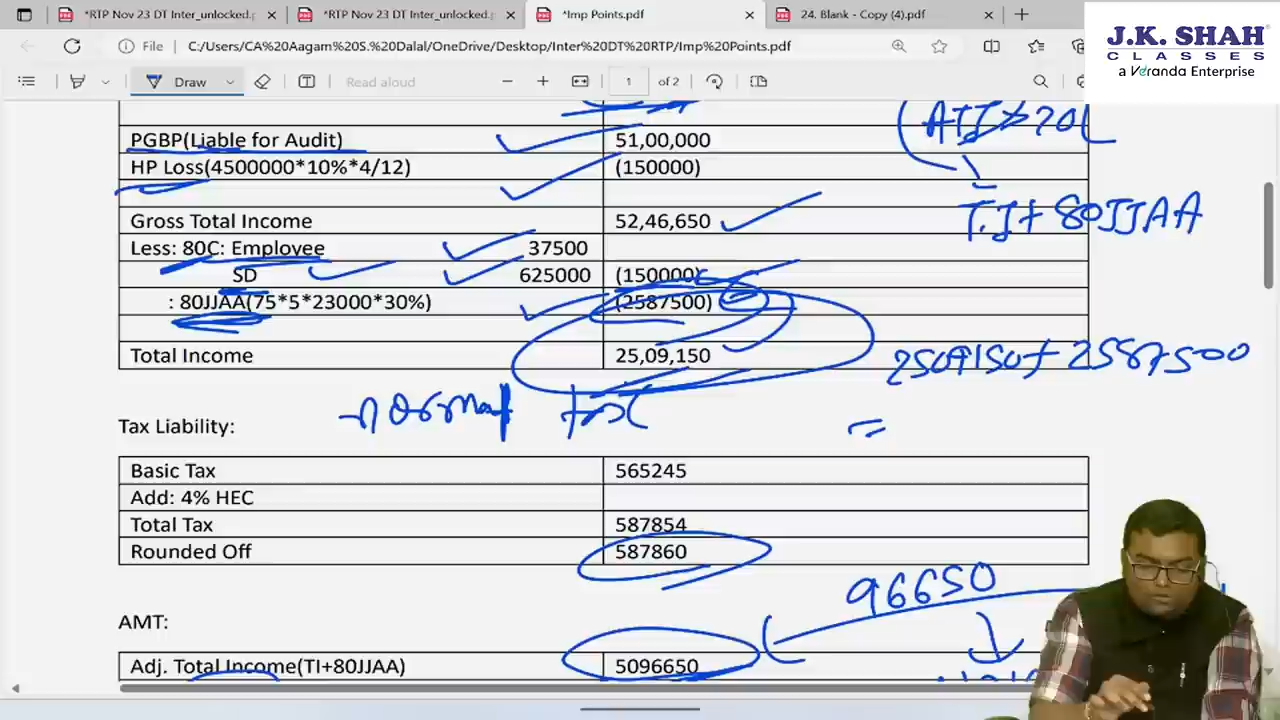 *RTP Nov 23 DT Inter_unlocked.p
*RTP Nov 23 DT Inter_unlocked.p
*Imp Points.pdf
24. Blank - Copy (4).pdf
J.K. SHAH
CLASSES
a Veranda Enterprise
File
C:/Users/CA%20Aagam%20S.%20Dalal/OneDrive/Desktop/Inter%20DT%20RTP/Imp%20Points.pdf
Draw
Read aloud
1 of 2
ATI > 20L
PGBP(Liable for Audit) 51,00,000
HP Loss(4500000*10%*4/12) (150000)
T.I + 80JJAA
Gross Total Income 52,46,650
Less: 80C: Employee 37500
SD 625000 (150000)
: 80JJAA(75*5*23000*30%) (2587500)
Total Income 25,09,150
2509150 + 2587500
normal tax
=
Tax Liability:
Basic Tax 565245
Add: 4% HEC
Total Tax 587854
Rounded Off 587860
96650
AMT:
Adj. Total Income(TI+80JJAA) 5096650